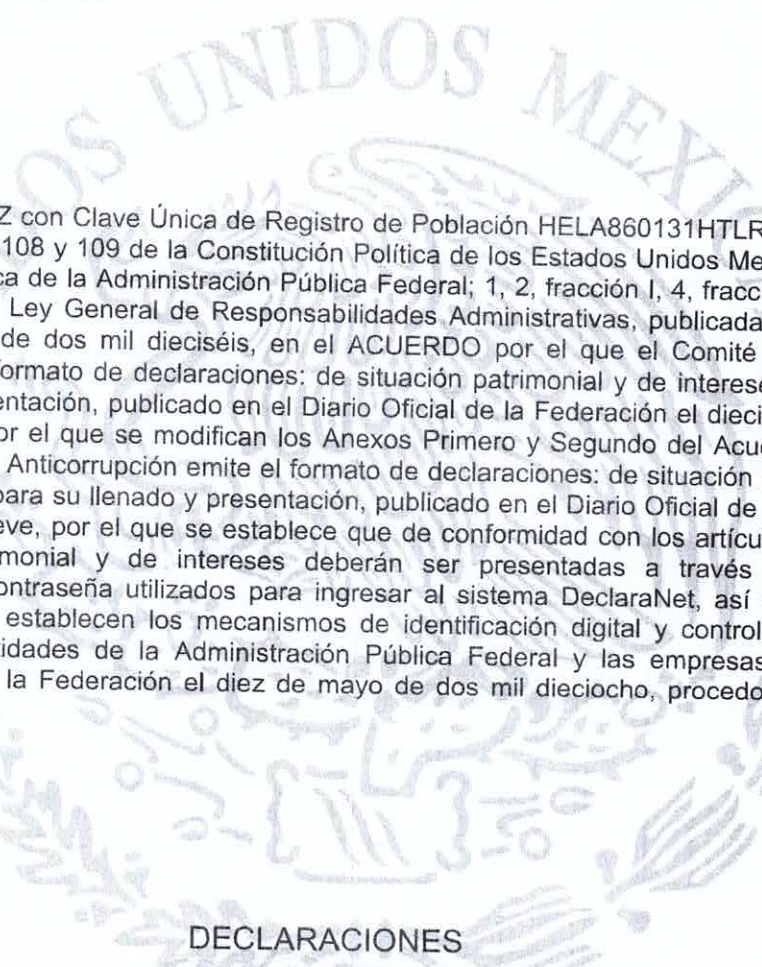 OS UNIDOS MEXIC
Z con Clave Única de Registro de Población HELA860131HTLR
108 y 109 de la Constitución Política de los Estados Unidos Me
ca de la Administración Pública Federal; 1, 2, fracción I, 4, fracc
Ley General de Responsabilidades Administrativas, publicada
de dos mil dieciséis, en el ACUERDO por el que el Comité
ormato de declaraciones: de situación patrimonial y de interese
entación, publicado en el Diario Oficial de la Federación el dieci
or el que se modifican los Anexos Primero y Segundo del Acue
Anticorrupción emite el formato de declaraciones: de situación
para su llenado y presentación, publicado en el Diario Oficial de
eve, por el que se establece que de conformidad con los artícu
monial y de intereses deberán ser presentadas a través
ontraseña utilizados para ingresar al sistema DeclaraNet, así
establecen los mecanismos de identificación digital y control
idades de la Administración Pública Federal y las empresas
la Federación el diez de mayo de dos mil dieciocho, procedo
DECLARACIONES